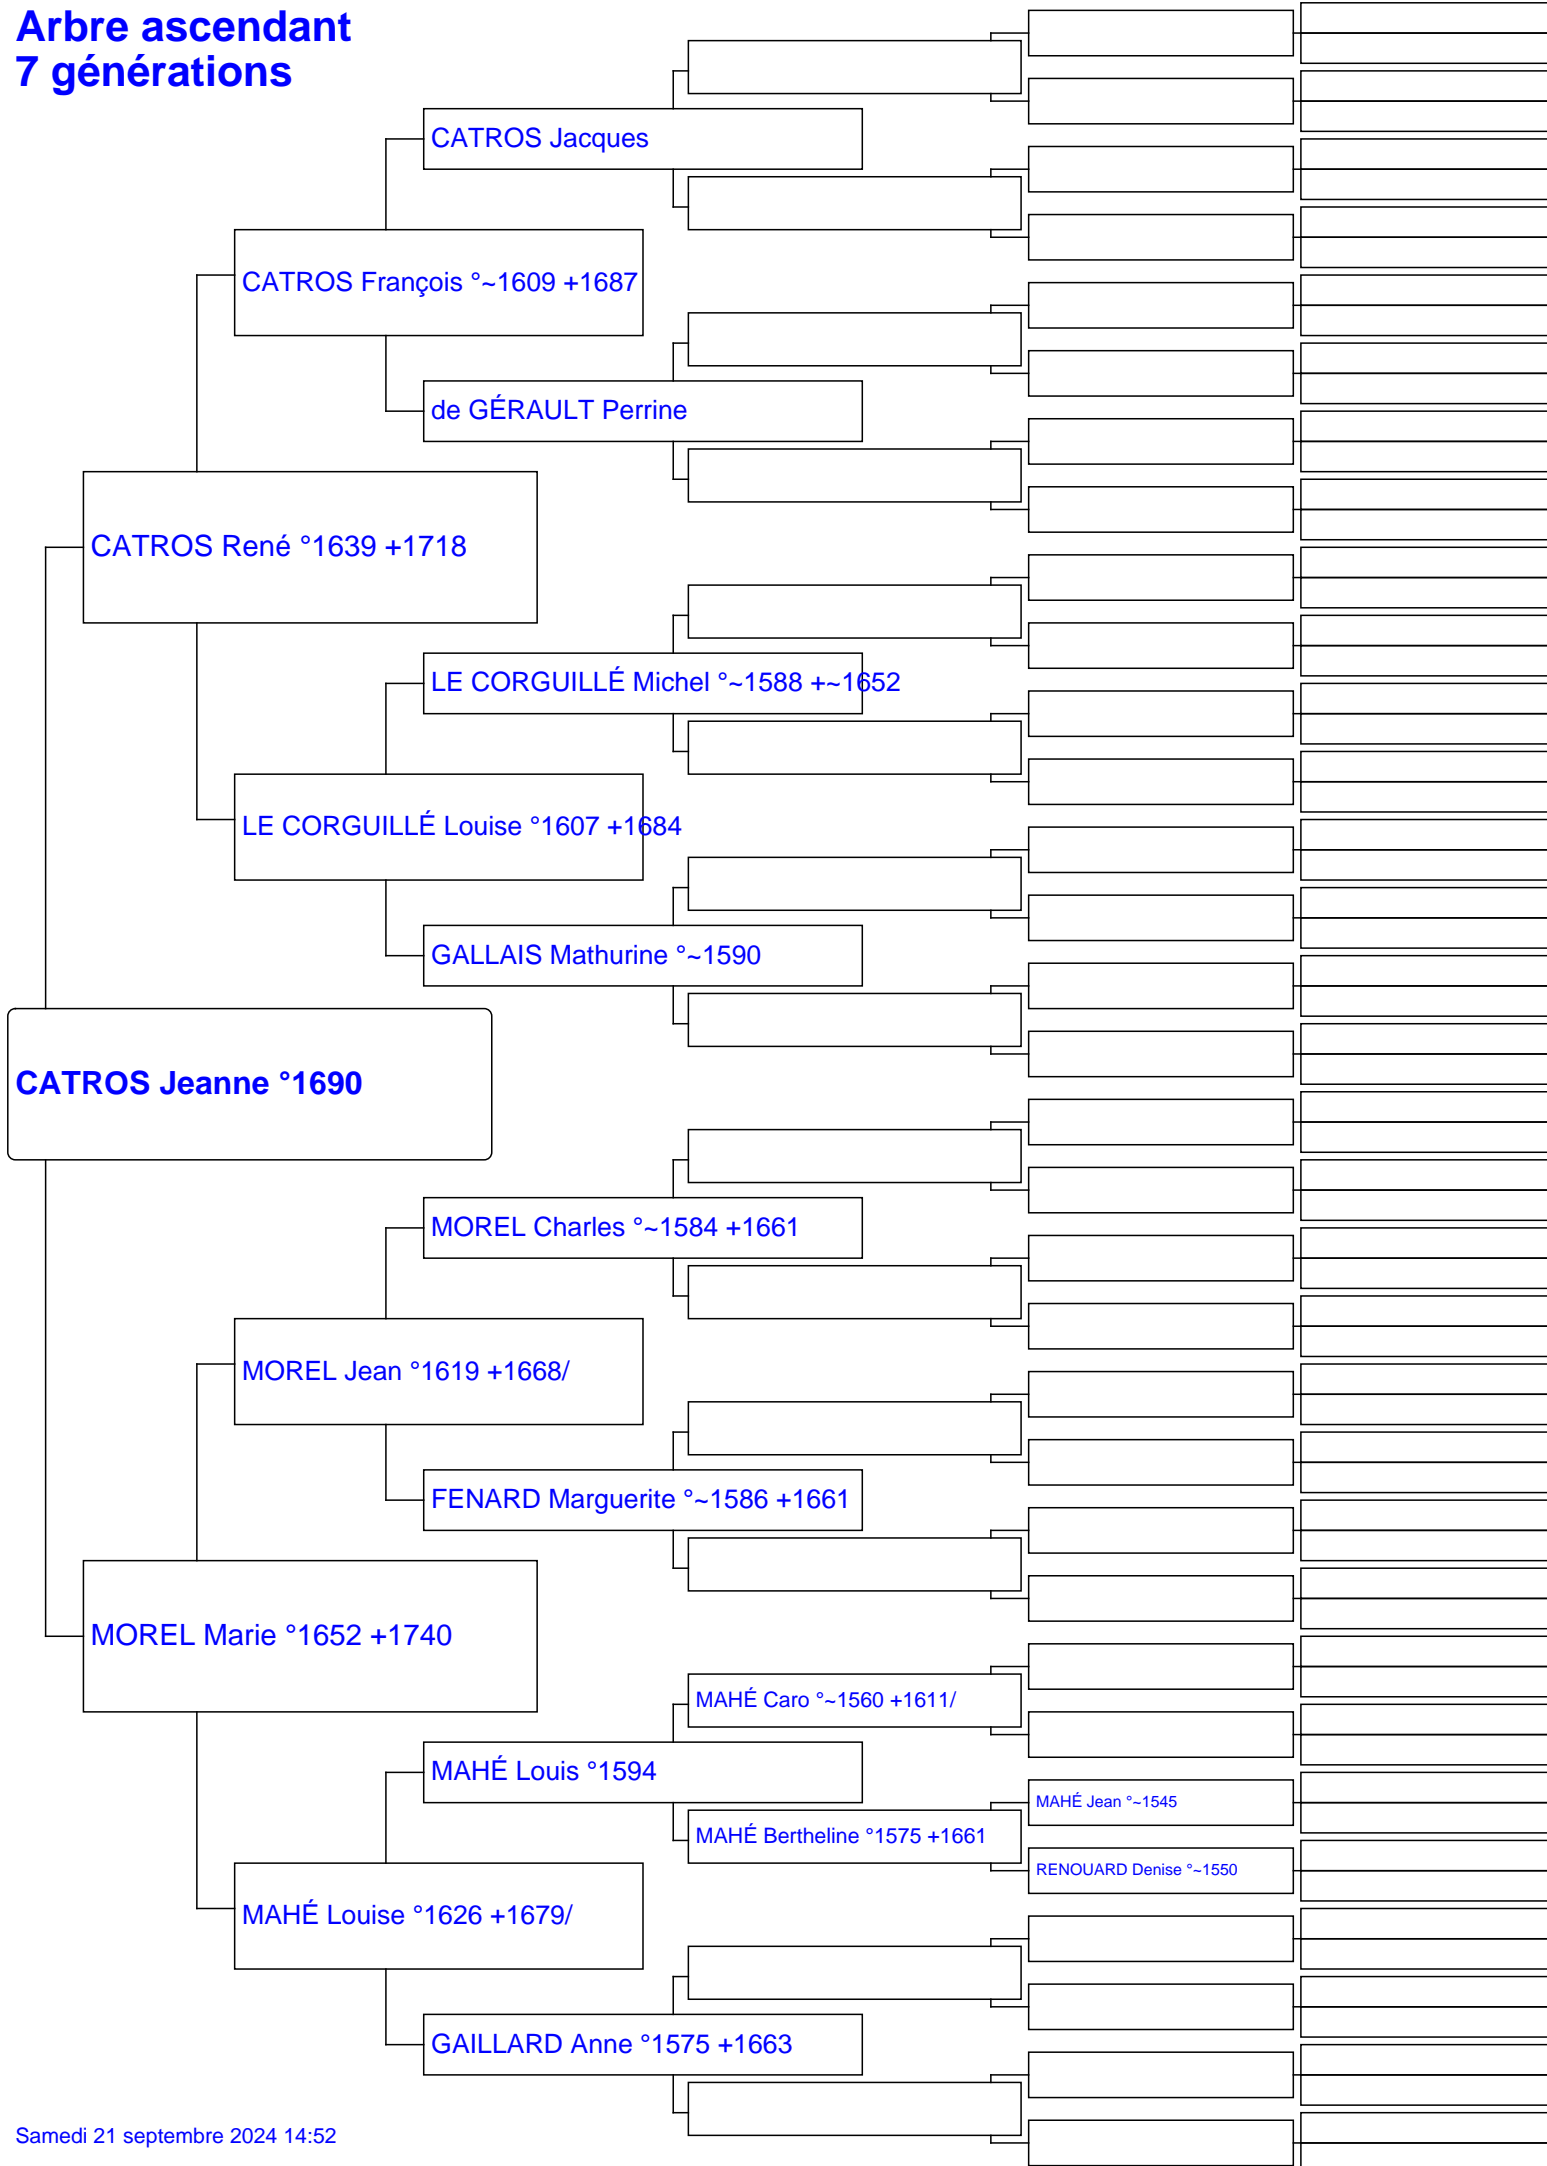 Arbre ascendant
7 générations
CATROS Jacques
CATROS François °~1609 +1687
de GÉRAULT Perrine
CATROS René °1639 +1718
LE CORGUILLÉ Michel °~1588 +~1652
LE CORGUILLÉ Louise °1607 +1684
GALLAIS Mathurine °~1590
CATROS Jeanne °1690
MOREL Charles °~1584 +1661
MOREL Jean °1619 +1668/
FENARD Marguerite °~1586 +1661
MOREL Marie °1652 +1740
MAHÉ Caro °~1560 +1611/
MAHÉ Louis °1594
MAHÉ Jean °~1545
MAHÉ Bertheline °1575 +1661
RENOUARD Denise °~1550
MAHÉ Louise °1626 +1679/
GAILLARD Anne °1575 +1663
Samedi 21 septembre 2024 14:52